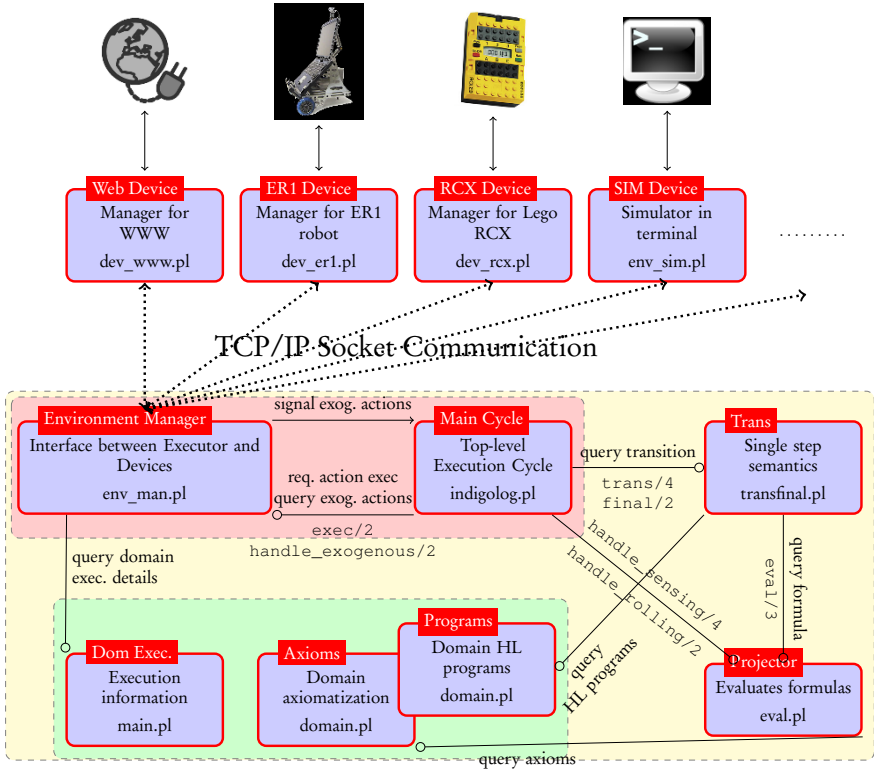 >_
Web Device
ER1 Device
RCX Device
SIM Device
Manager for
WWW
dev_www.pl
Manager for ER1
robot
dev_er1.pl
Manager for Lego
RCX
dev_rcx.pl
Simulator in
terminal
env_sim.pl
.........
TCP/IP Socket Communication
Environment Manager
Interface between Executor and
Devices
env_man.pl
signal exog. actions
req. action exec
query exog. actions
exec/2
handle_exogenous/2
Main Cycle
Top-level
Execution Cycle
indigolog.pl
query transition
trans/4
final/2
Trans
Single step
semantics
transfinal.pl
query domain
exec. details
handle_sensing/4
handle_rolling/2
query formula
eval/3
query
HL programs
Dom Exec.
Execution
information
main.pl
Axioms
Domain
axiomatization
domain.pl
Programs
Domain HL
programs
domain.pl
Projector
Evaluates formulas
eval.pl
query axioms